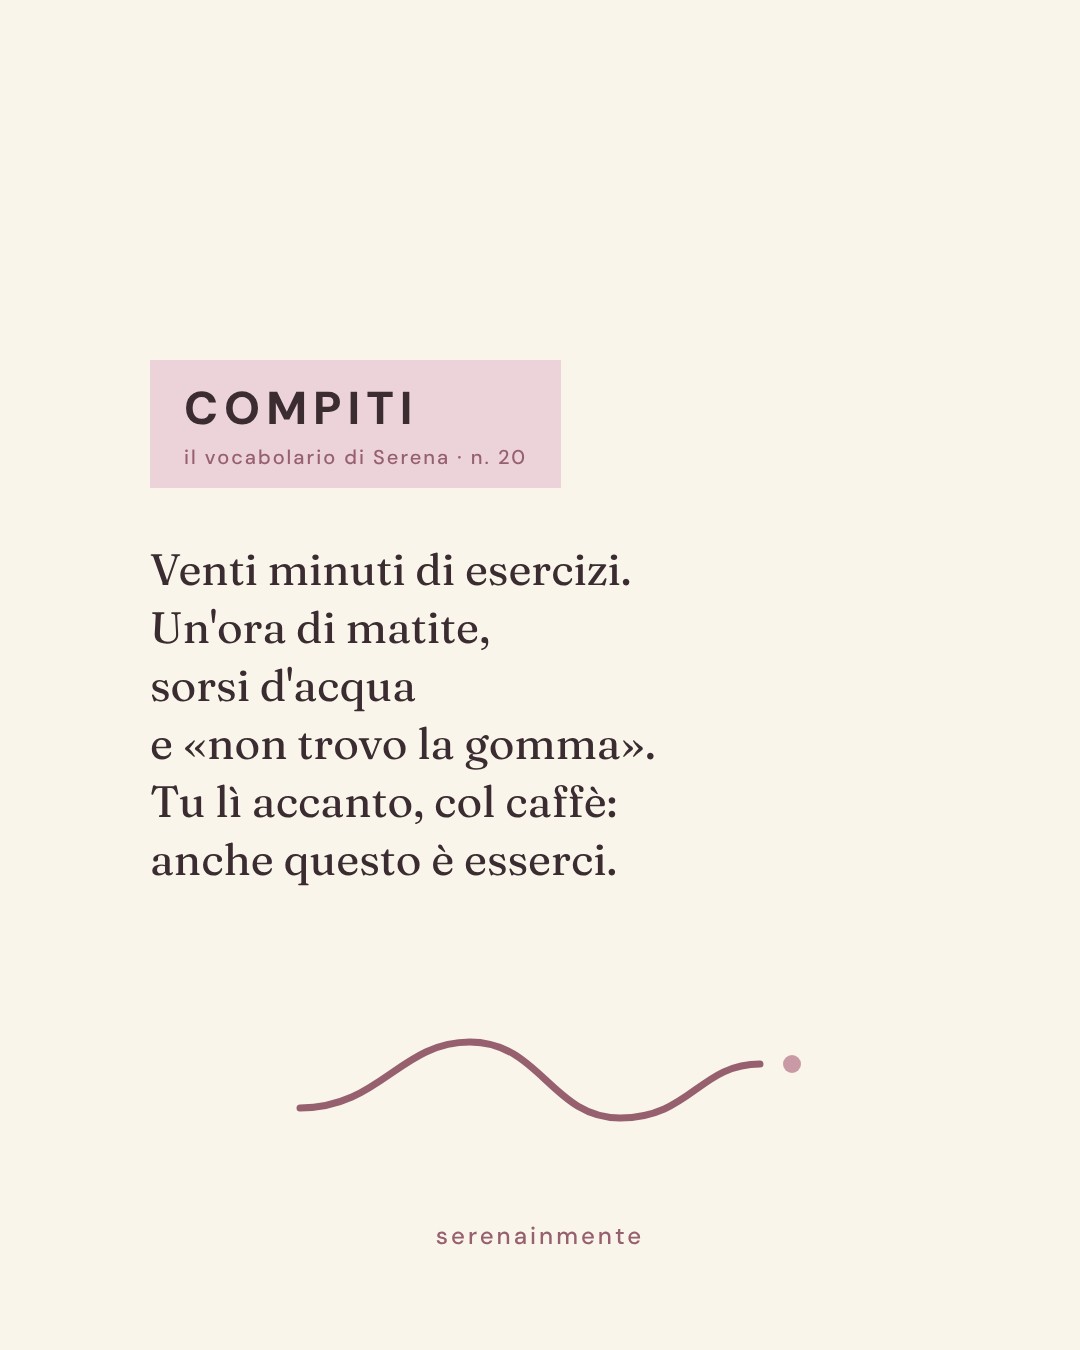 COMPITI
il vocabolario di Serena · n. 20
Venti minuti di esercizi.
Un'ora di matite,
sorsi d'acqua
e «non trovo la gomma».
Tu lì accanto, col caffè:
anche questo è esserci.
serenainmente